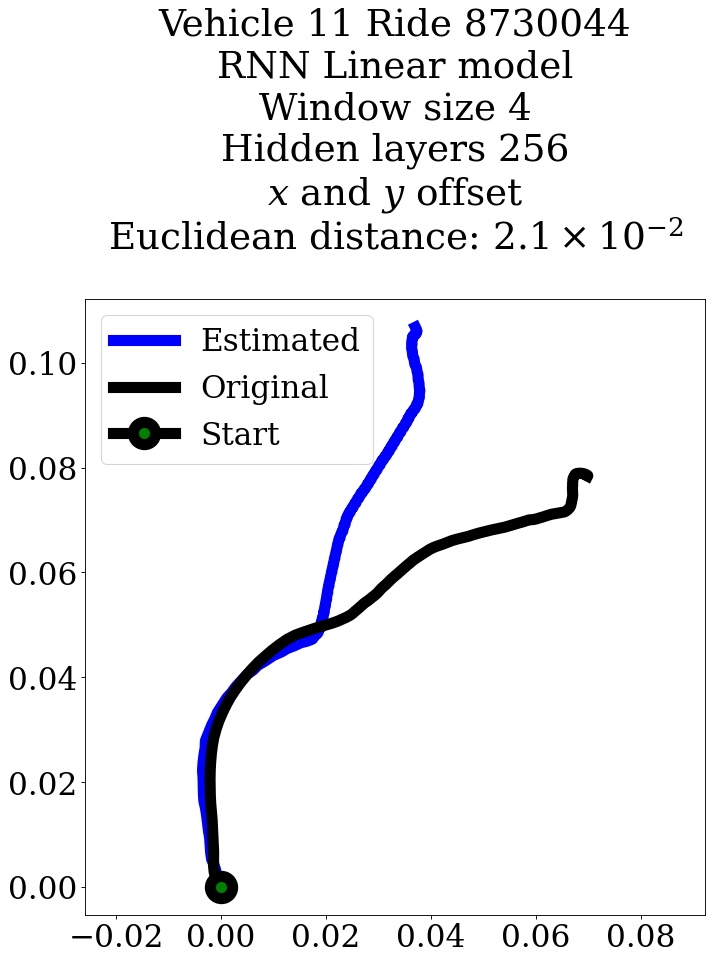 Vehicle 11 Ride 8730044
RNN Linear model
Window size 4
Hidden layers 256
x and y offset
Euclidean distance: 2.1 × 10⁻²
Estimated
Original
Start
0.10
0.08
0.06
0.04
0.02
0.00
−0.02 0.00 0.02 0.04 0.06 0.08